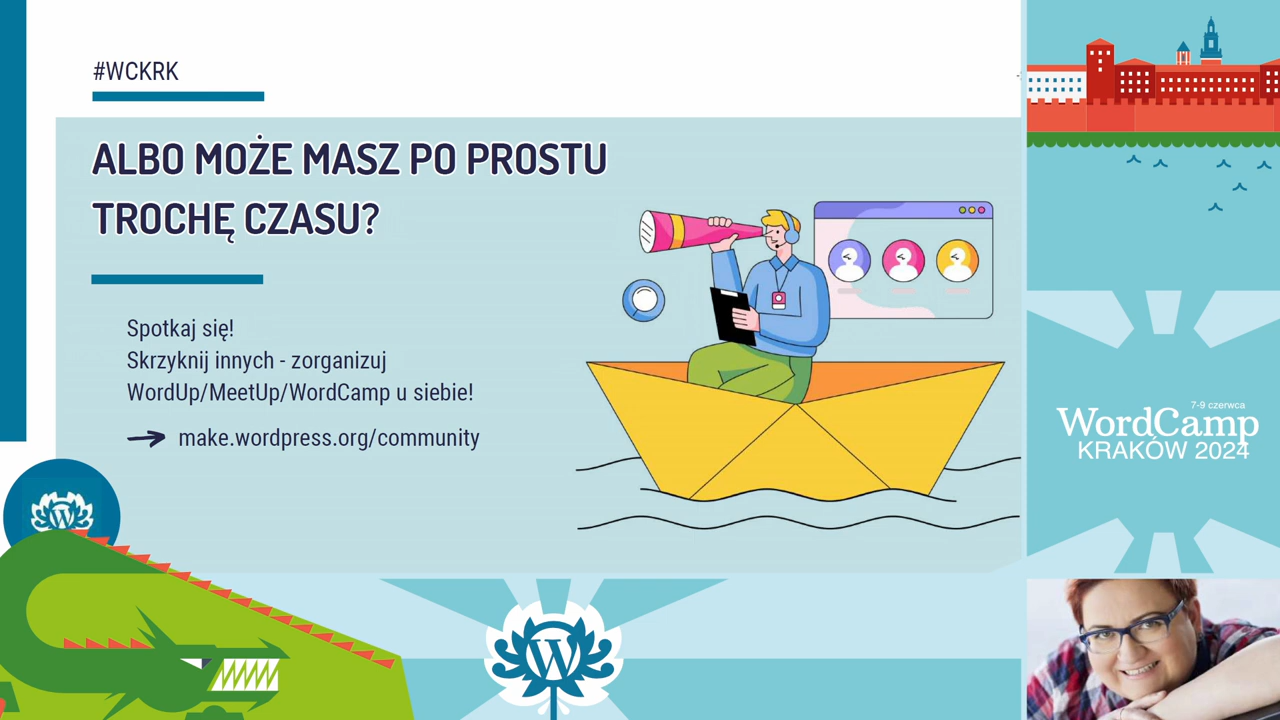 #WCKRK
ALBO MOŻE MASZ PO PROSTU
TROCHĘ CZASU?
Spotkaj się!
Skrzyknij innych - zorganizuj
WordUp/MeetUp/WordCamp u siebie!
make.wordpress.org/community
7-9 czerwca
WordCamp
KRAKÓW 2024
W
W